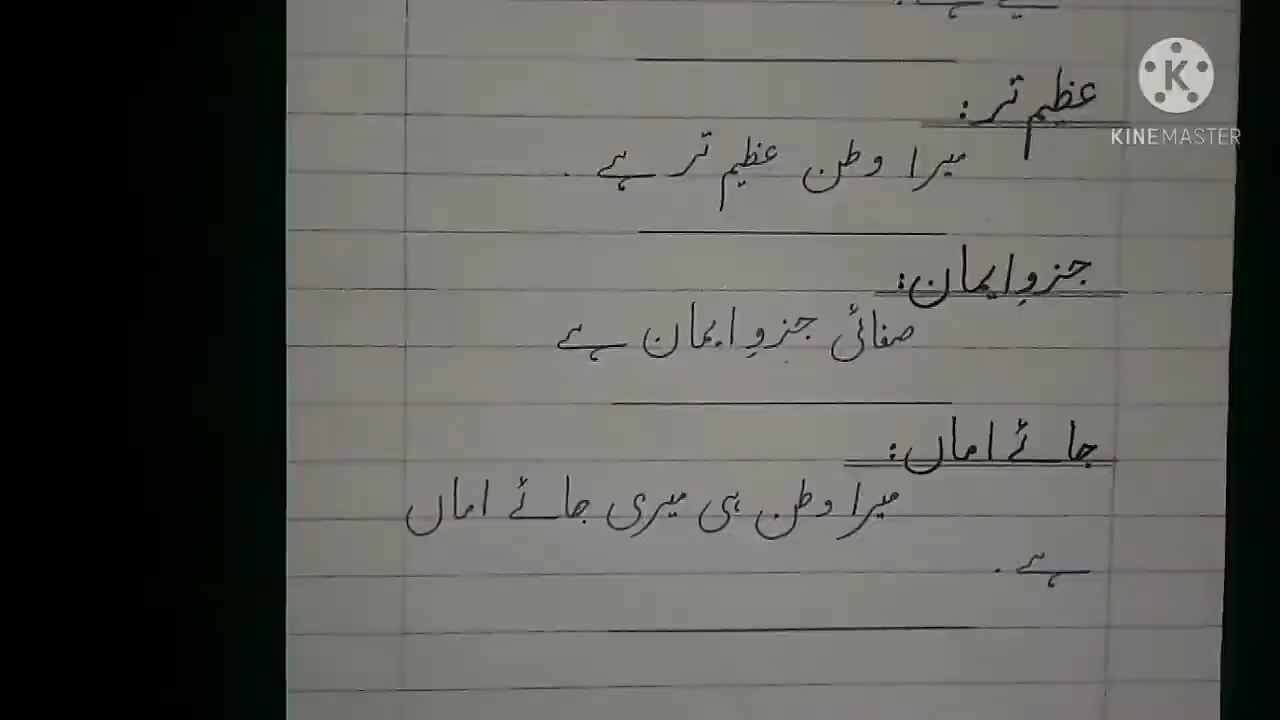 عظیم تر:
KINEMASTER
میرا وطن عظیم تر ہے۔
جزوِ ایمان:
صفائی جزوِ ایمان ہے
جائے اماں:
میرا وطن ہی میری جائے اماں
ہے۔